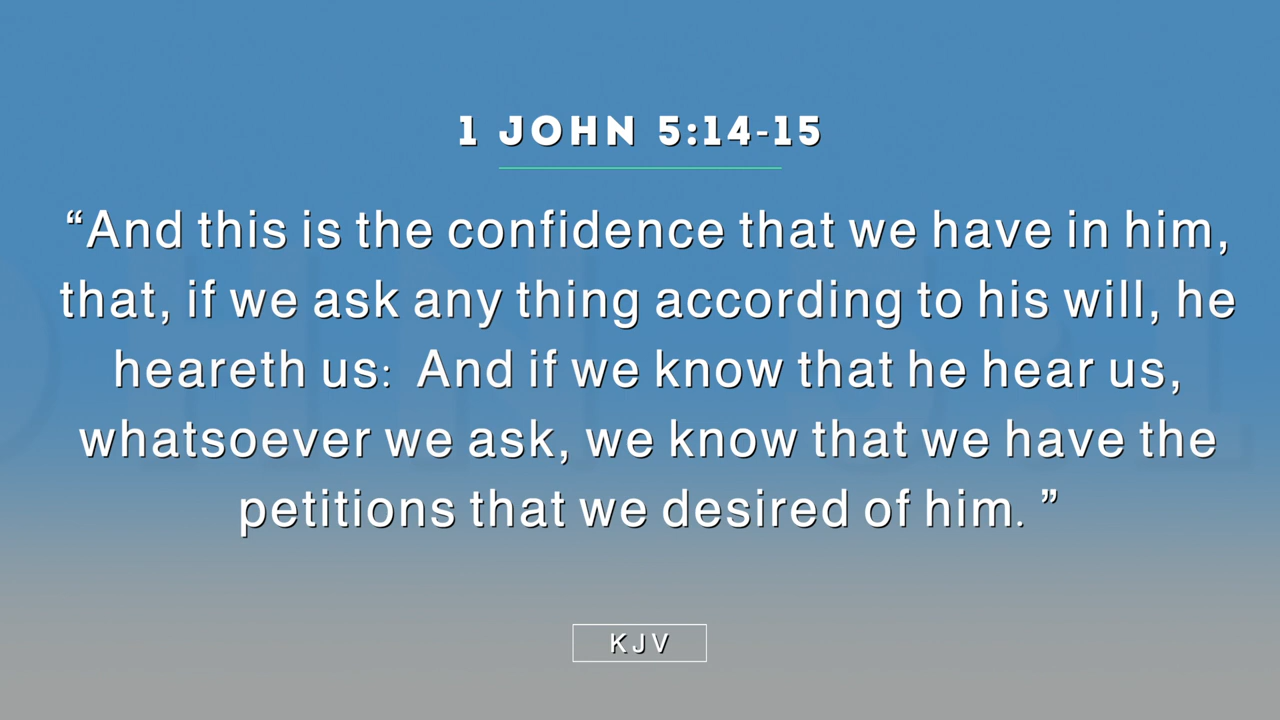 1 JOHN 5:14-15
“And this is the confidence that we have in him,
that, if we ask any thing according to his will, he
heareth us:  And if we know that he hear us,
whatsoever we ask, we know that we have the
petitions that we desired of him. ”
KJV